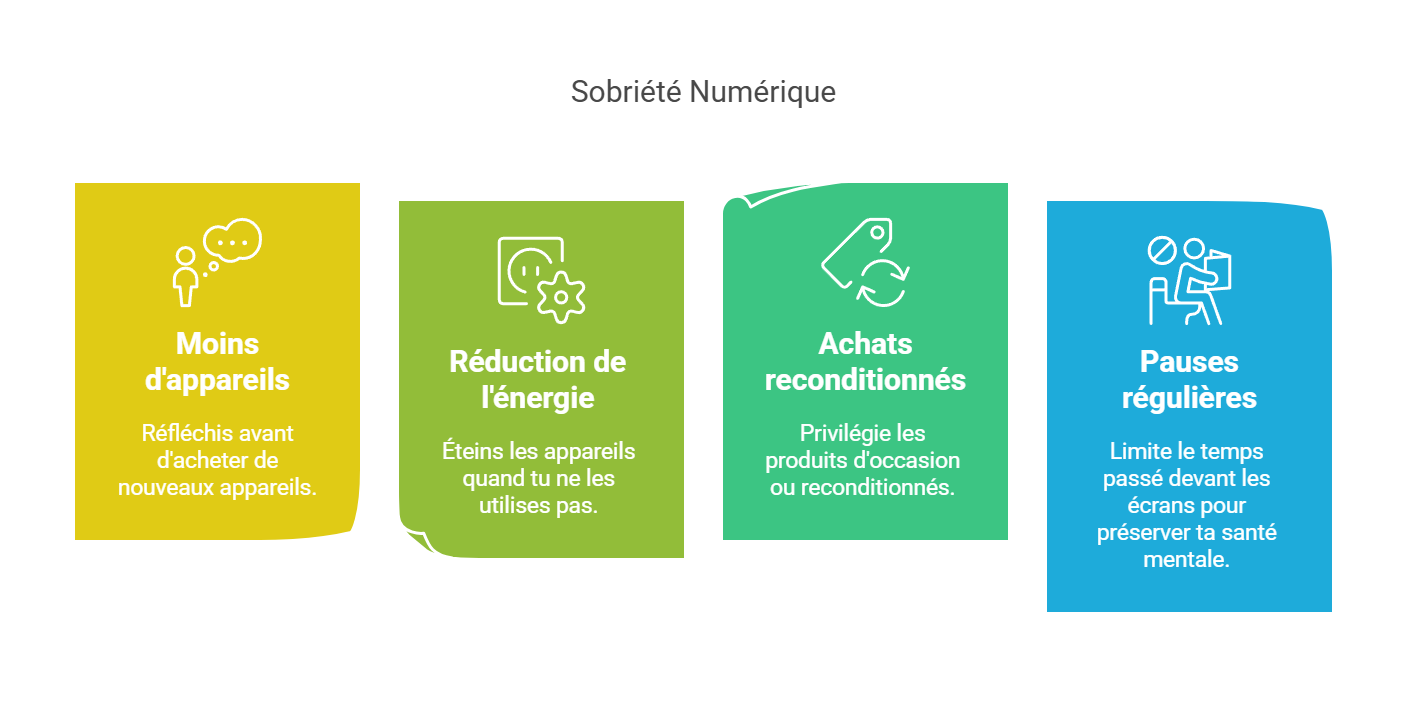 Sobriété Numérique
Moins
d'appareils
Réfléchis avant
d'acheter de
nouveaux appareils.
Réduction de
l'énergie
Éteins les appareils
quand tu ne les
utilises pas.
Achats
reconditionnés
Privilégie les
produits d'occasion
ou reconditionnés.
Pauses
régulières
Limite le temps
passé devant les
écrans pour
préserver ta santé
mentale.